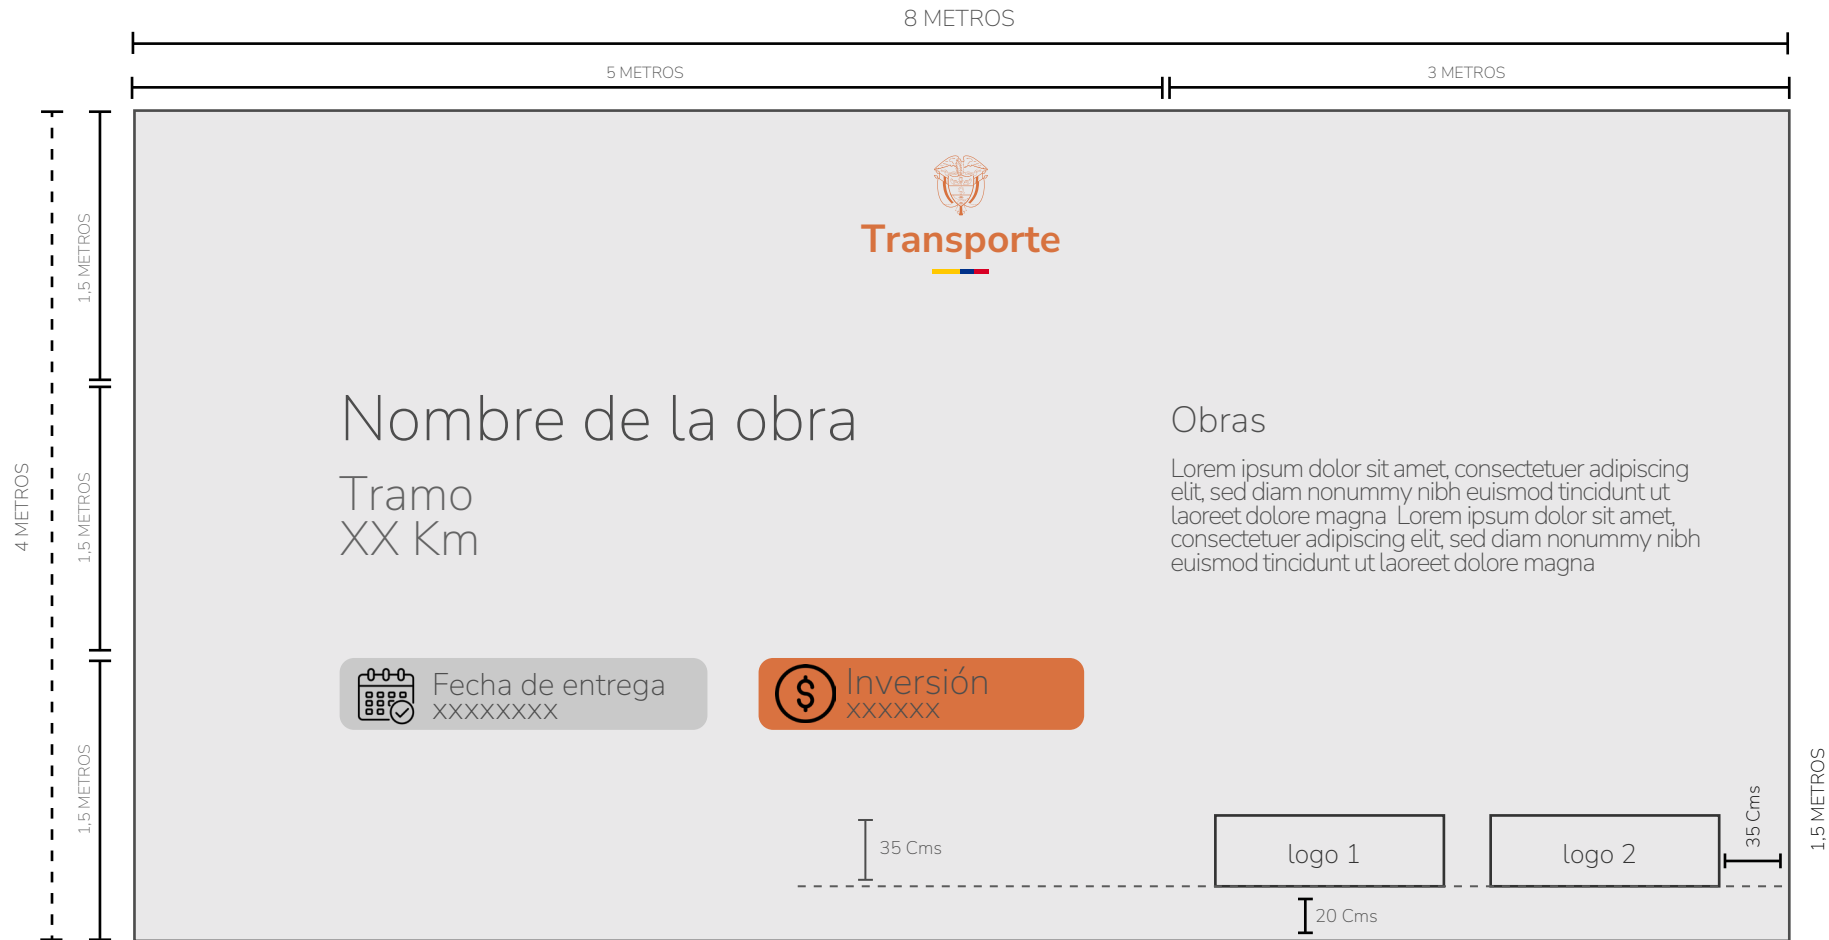 8 METROS
5 METROS
3 METROS
4 METROS
1,5 METROS
1,5 METROS
1,5 METROS
Transporte
Nombre de la obra
Tramo
XX Km
Obras
Lorem ipsum dolor sit amet, consectetuer adipiscing
elit, sed diam nonummy nibh euismod tincidunt ut
laoreet dolore magna Lorem ipsum dolor sit amet,
consectetuer adipiscing elit, sed diam nonummy nibh
euismod tincidunt ut laoreet dolore magna
Fecha de entrega
xxxxxxxx
$
Inversión
xxxxxx
35 Cms
logo 1
logo 2
35 Cms
1,5 METROS
20 Cms